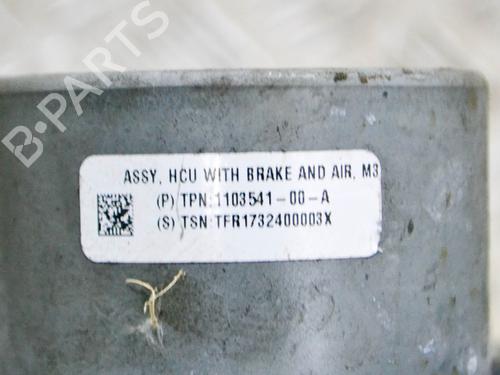 B-PARTS
ASSY, HCU WITH BRAKE AND AIR, M3
(P) TPN:1103541-00-A
(S) TSN:TFR1732400003X